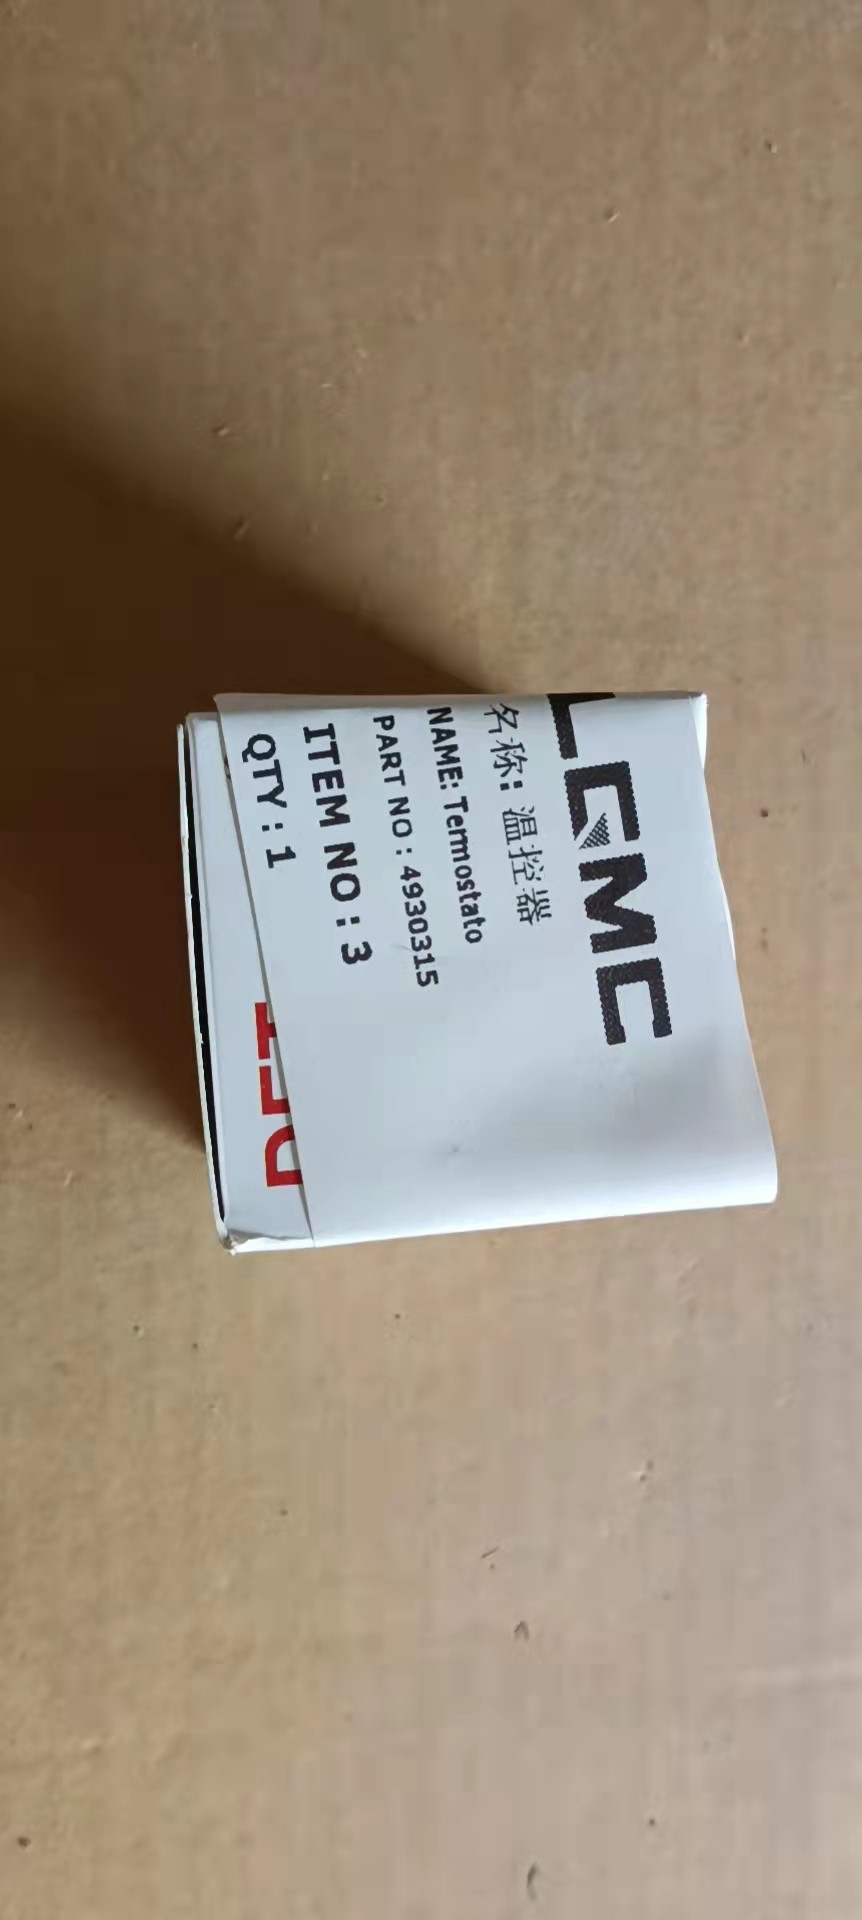 LGMC
名称: 温控器
NAME: Termostato
PART NO : 4930315
ITEM NO : 3
QTY : 1